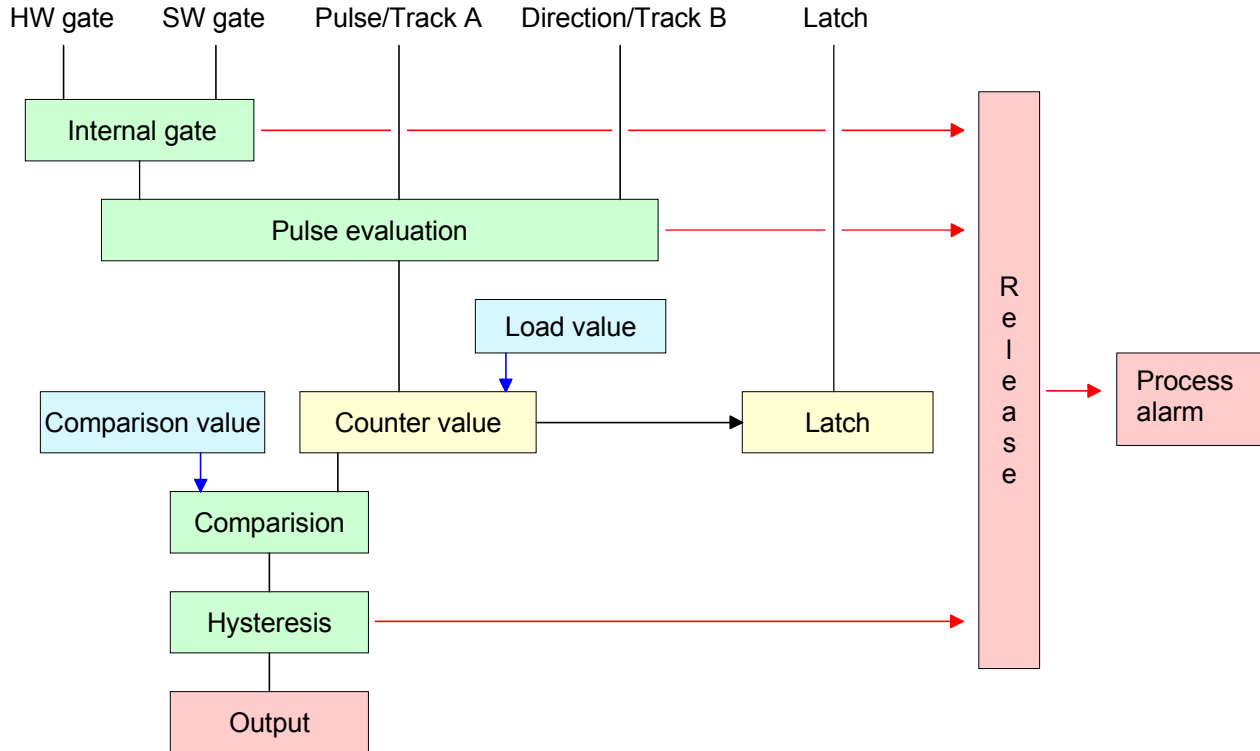 HW gate
SW gate
Pulse/Track A
Direction/Track B
Latch
Internal gate
Pulse evaluation
Load value
Comparison value
Counter value
Latch
Comparision
Hysteresis
Output
Release
Process
alarm